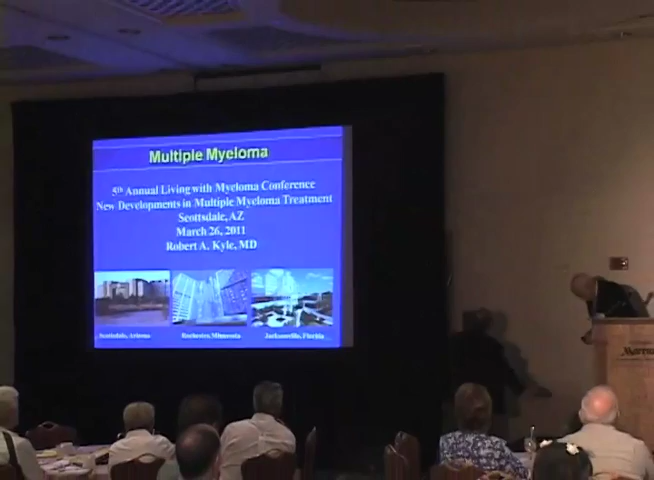 Multiple Myeloma
5th Annual Living with Myeloma Conference
New Developments in Multiple Myeloma Treatment
Scottsdale, AZ
March 26, 2011
Robert A. Kyle, MD
Scottsdale, Arizona
Rochester, Minnesota
Jacksonville, Florida
Marriott